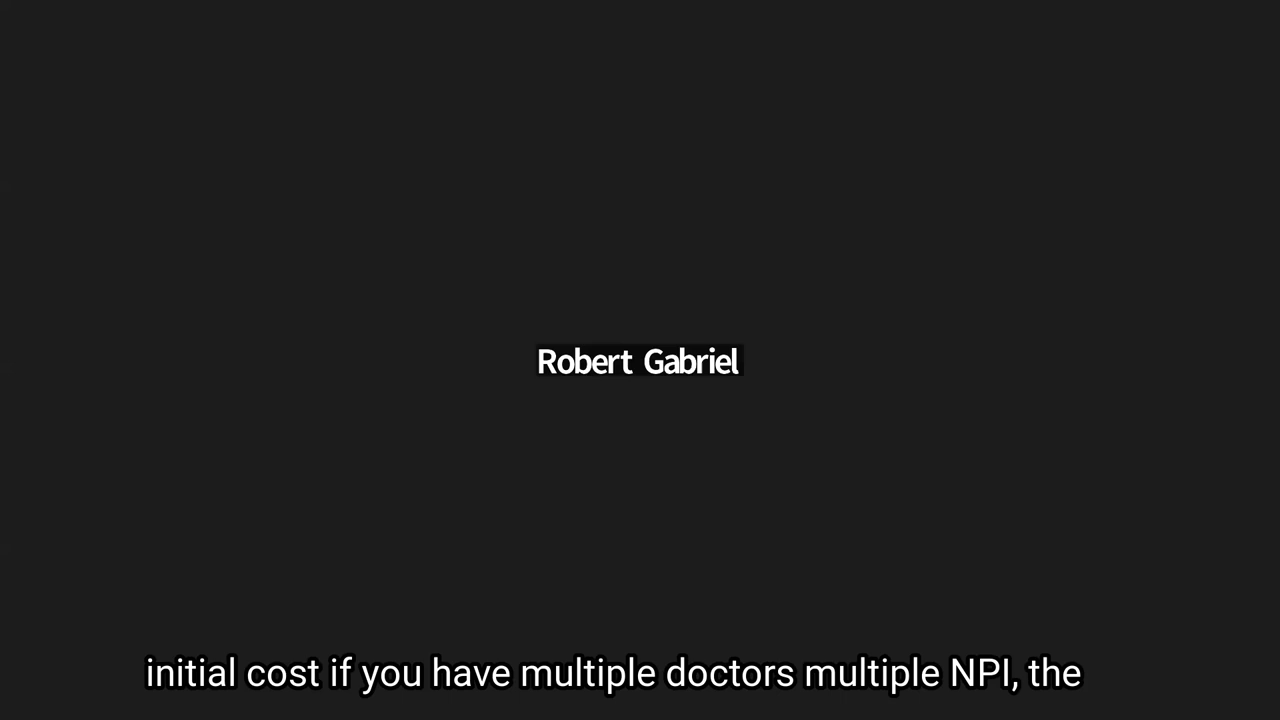 Robert Gabriel
initial cost if you have multiple doctors multiple NPI, the